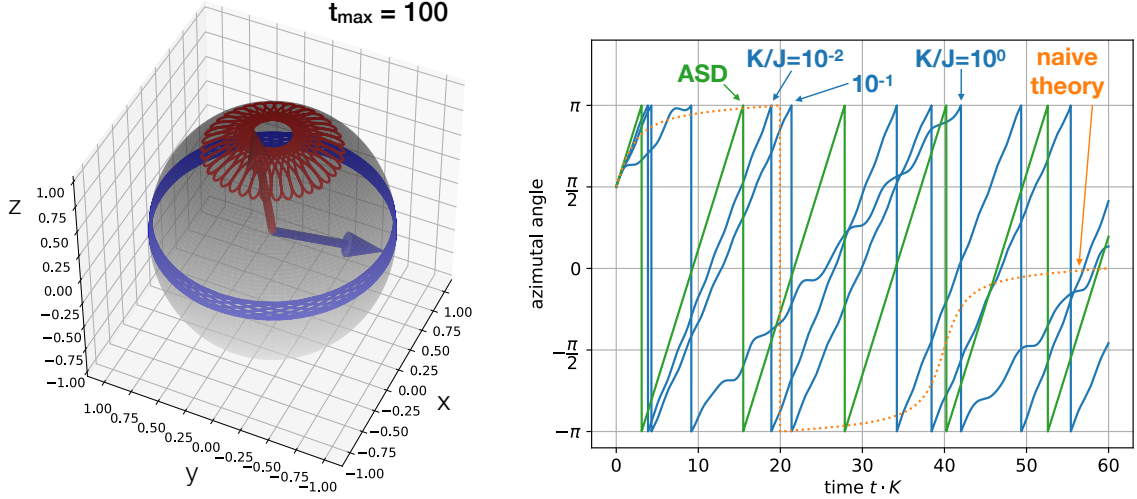 t_max = 100
Z
1.00
0.75
0.50
0.25
0.00
−0.25
−0.50
−0.75
−1.00
1.00
0.75
0.50
0.25
0.00
−0.25
−0.50
−0.75
−1.00
y
1.00
0.75
0.50
0.25
0.00
−0.25
−0.50
−0.75
−1.00
X
ASD
K/J=10⁻²
10⁻¹
K/J=10⁰
naive
theory
azimutal angle
π
π/2
0
−π/2
−π
0 10 20 30 40 50 60
time t · K